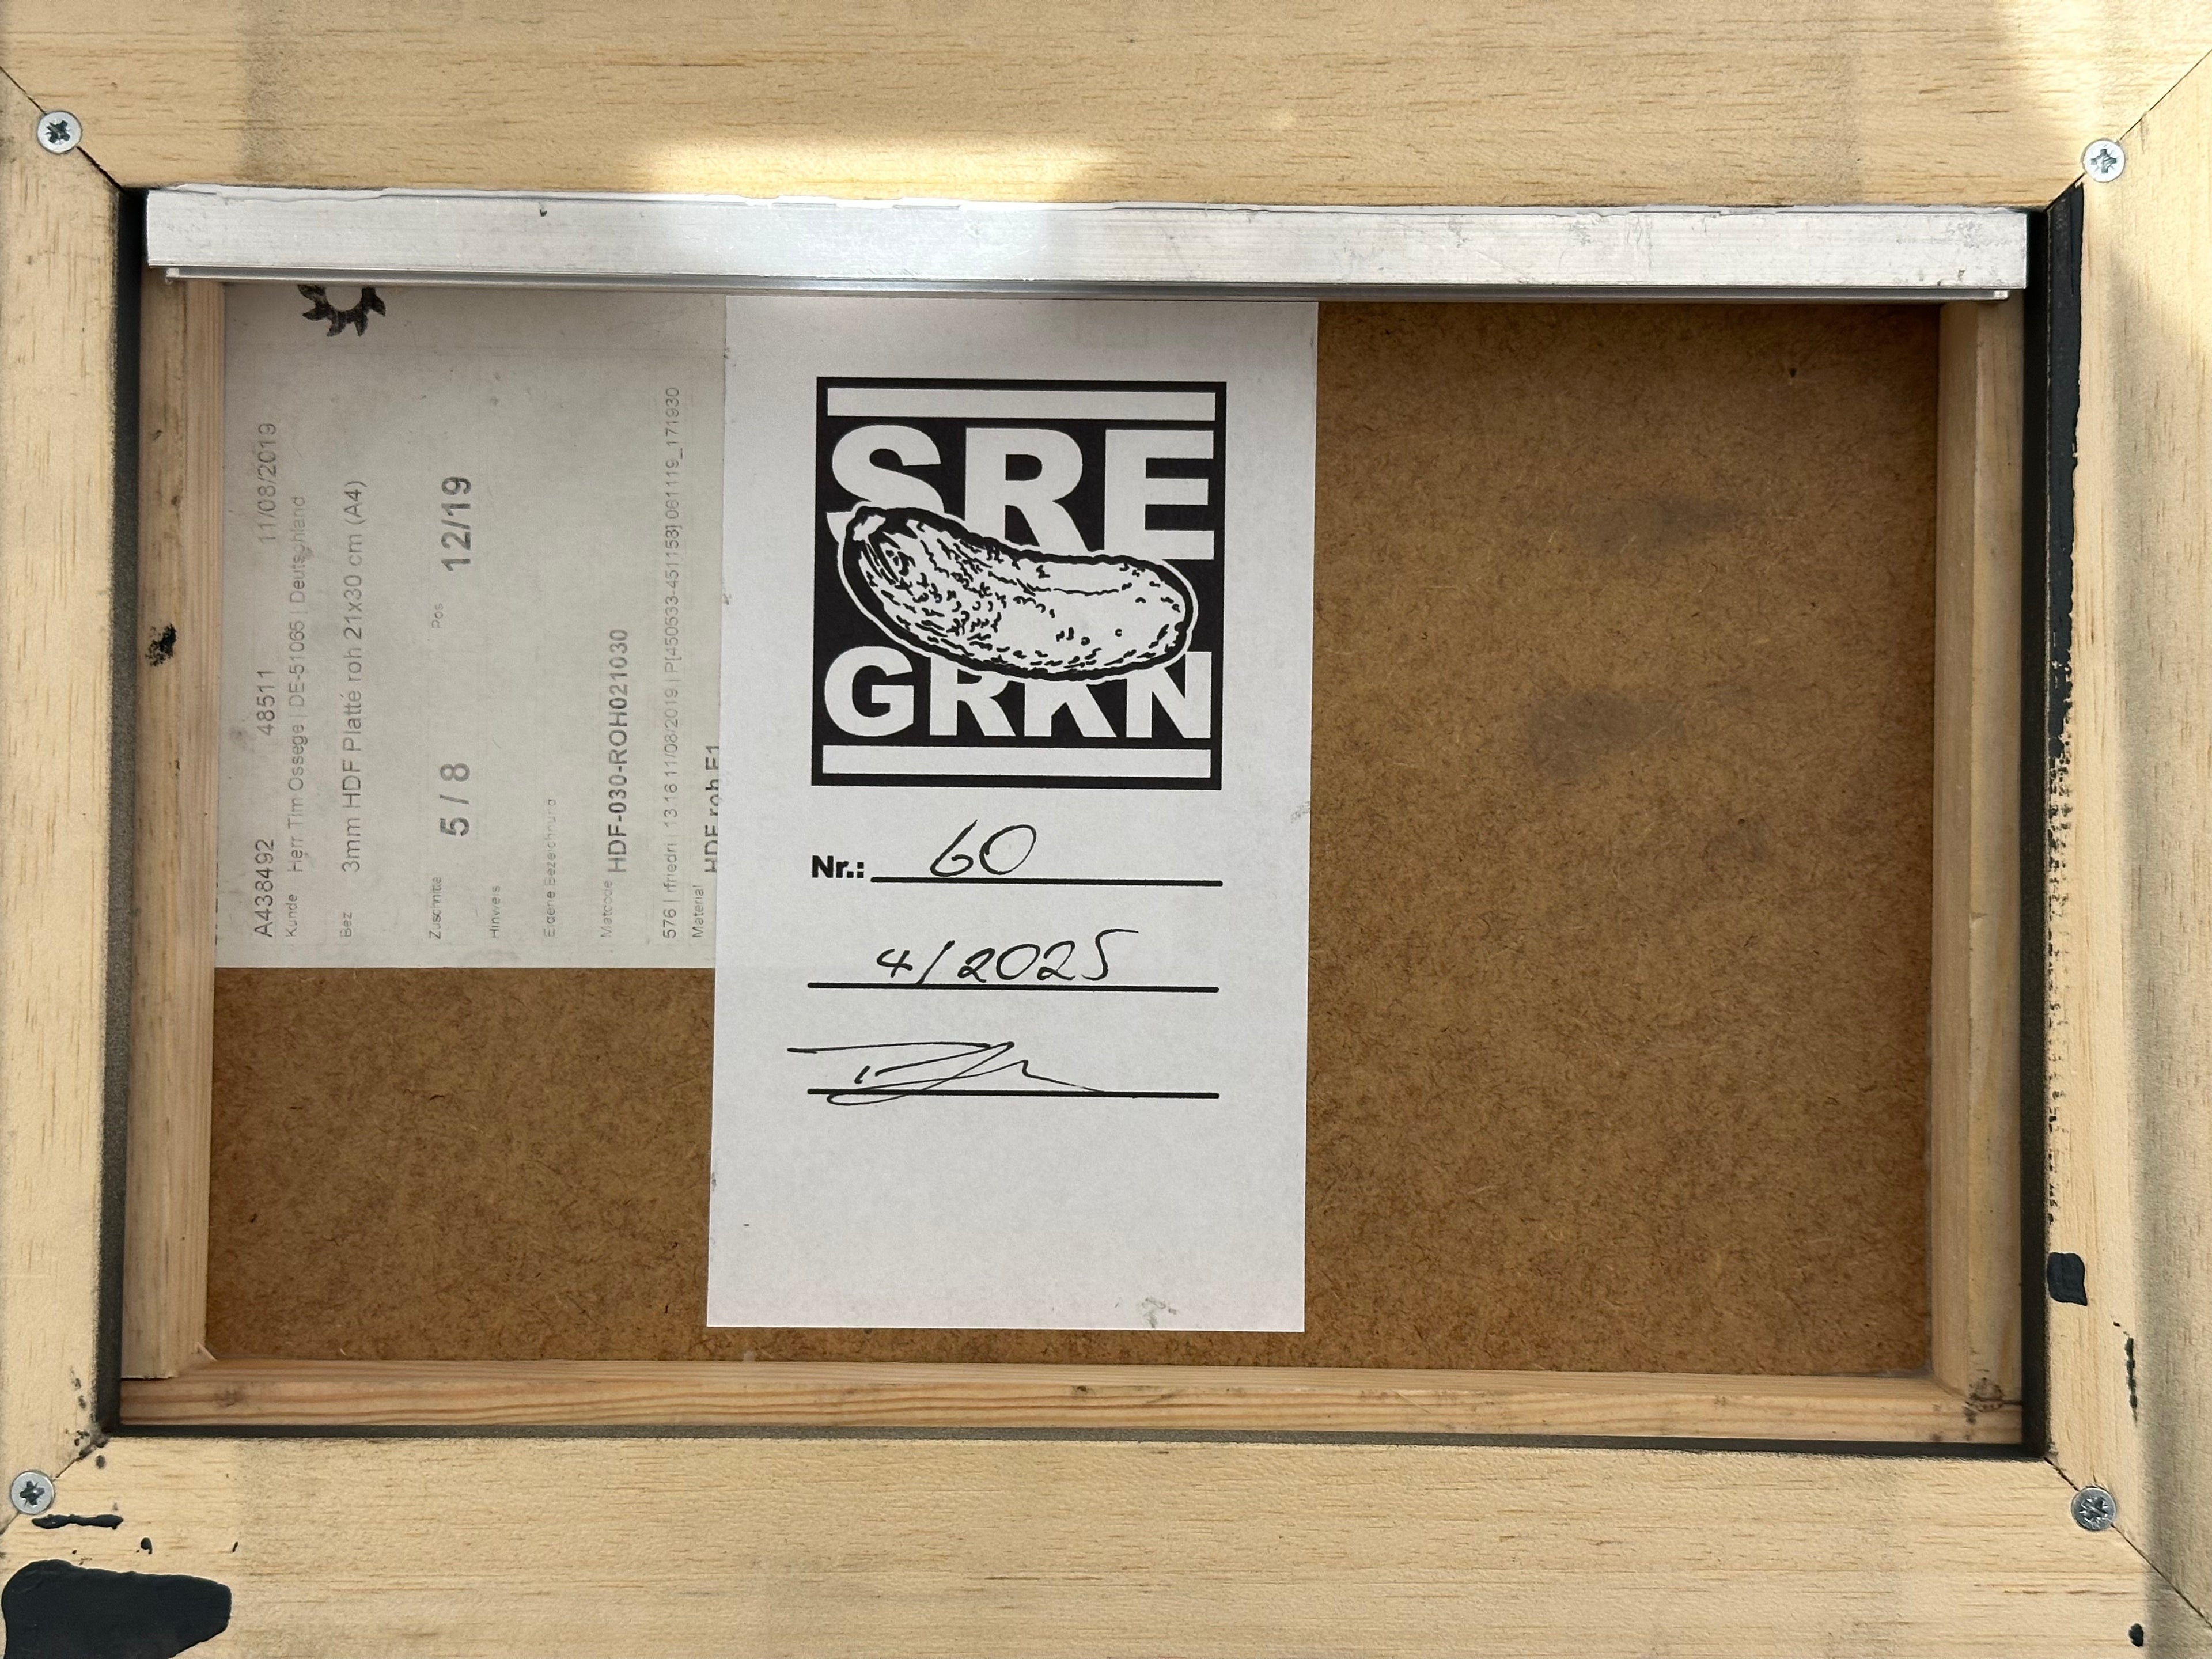 SRE
GRKN
Nr.: 60
4/2025
A438492 48511 11/08/2019
Kunde Herr Tim Ossege | DE-51065 | Deutschland
Bez 3mm HDF Platte roh 21x30 cm (A4)
Zuschnitte 5 / 8 Pos 12/19
Hinweis
Eigene Bezeichnung
Matcode HDF-030-ROH021030
576 | rfriedri | 13 16 11/08/2019 | P[450533-451153] 061119_171930
Material HDF roh E1